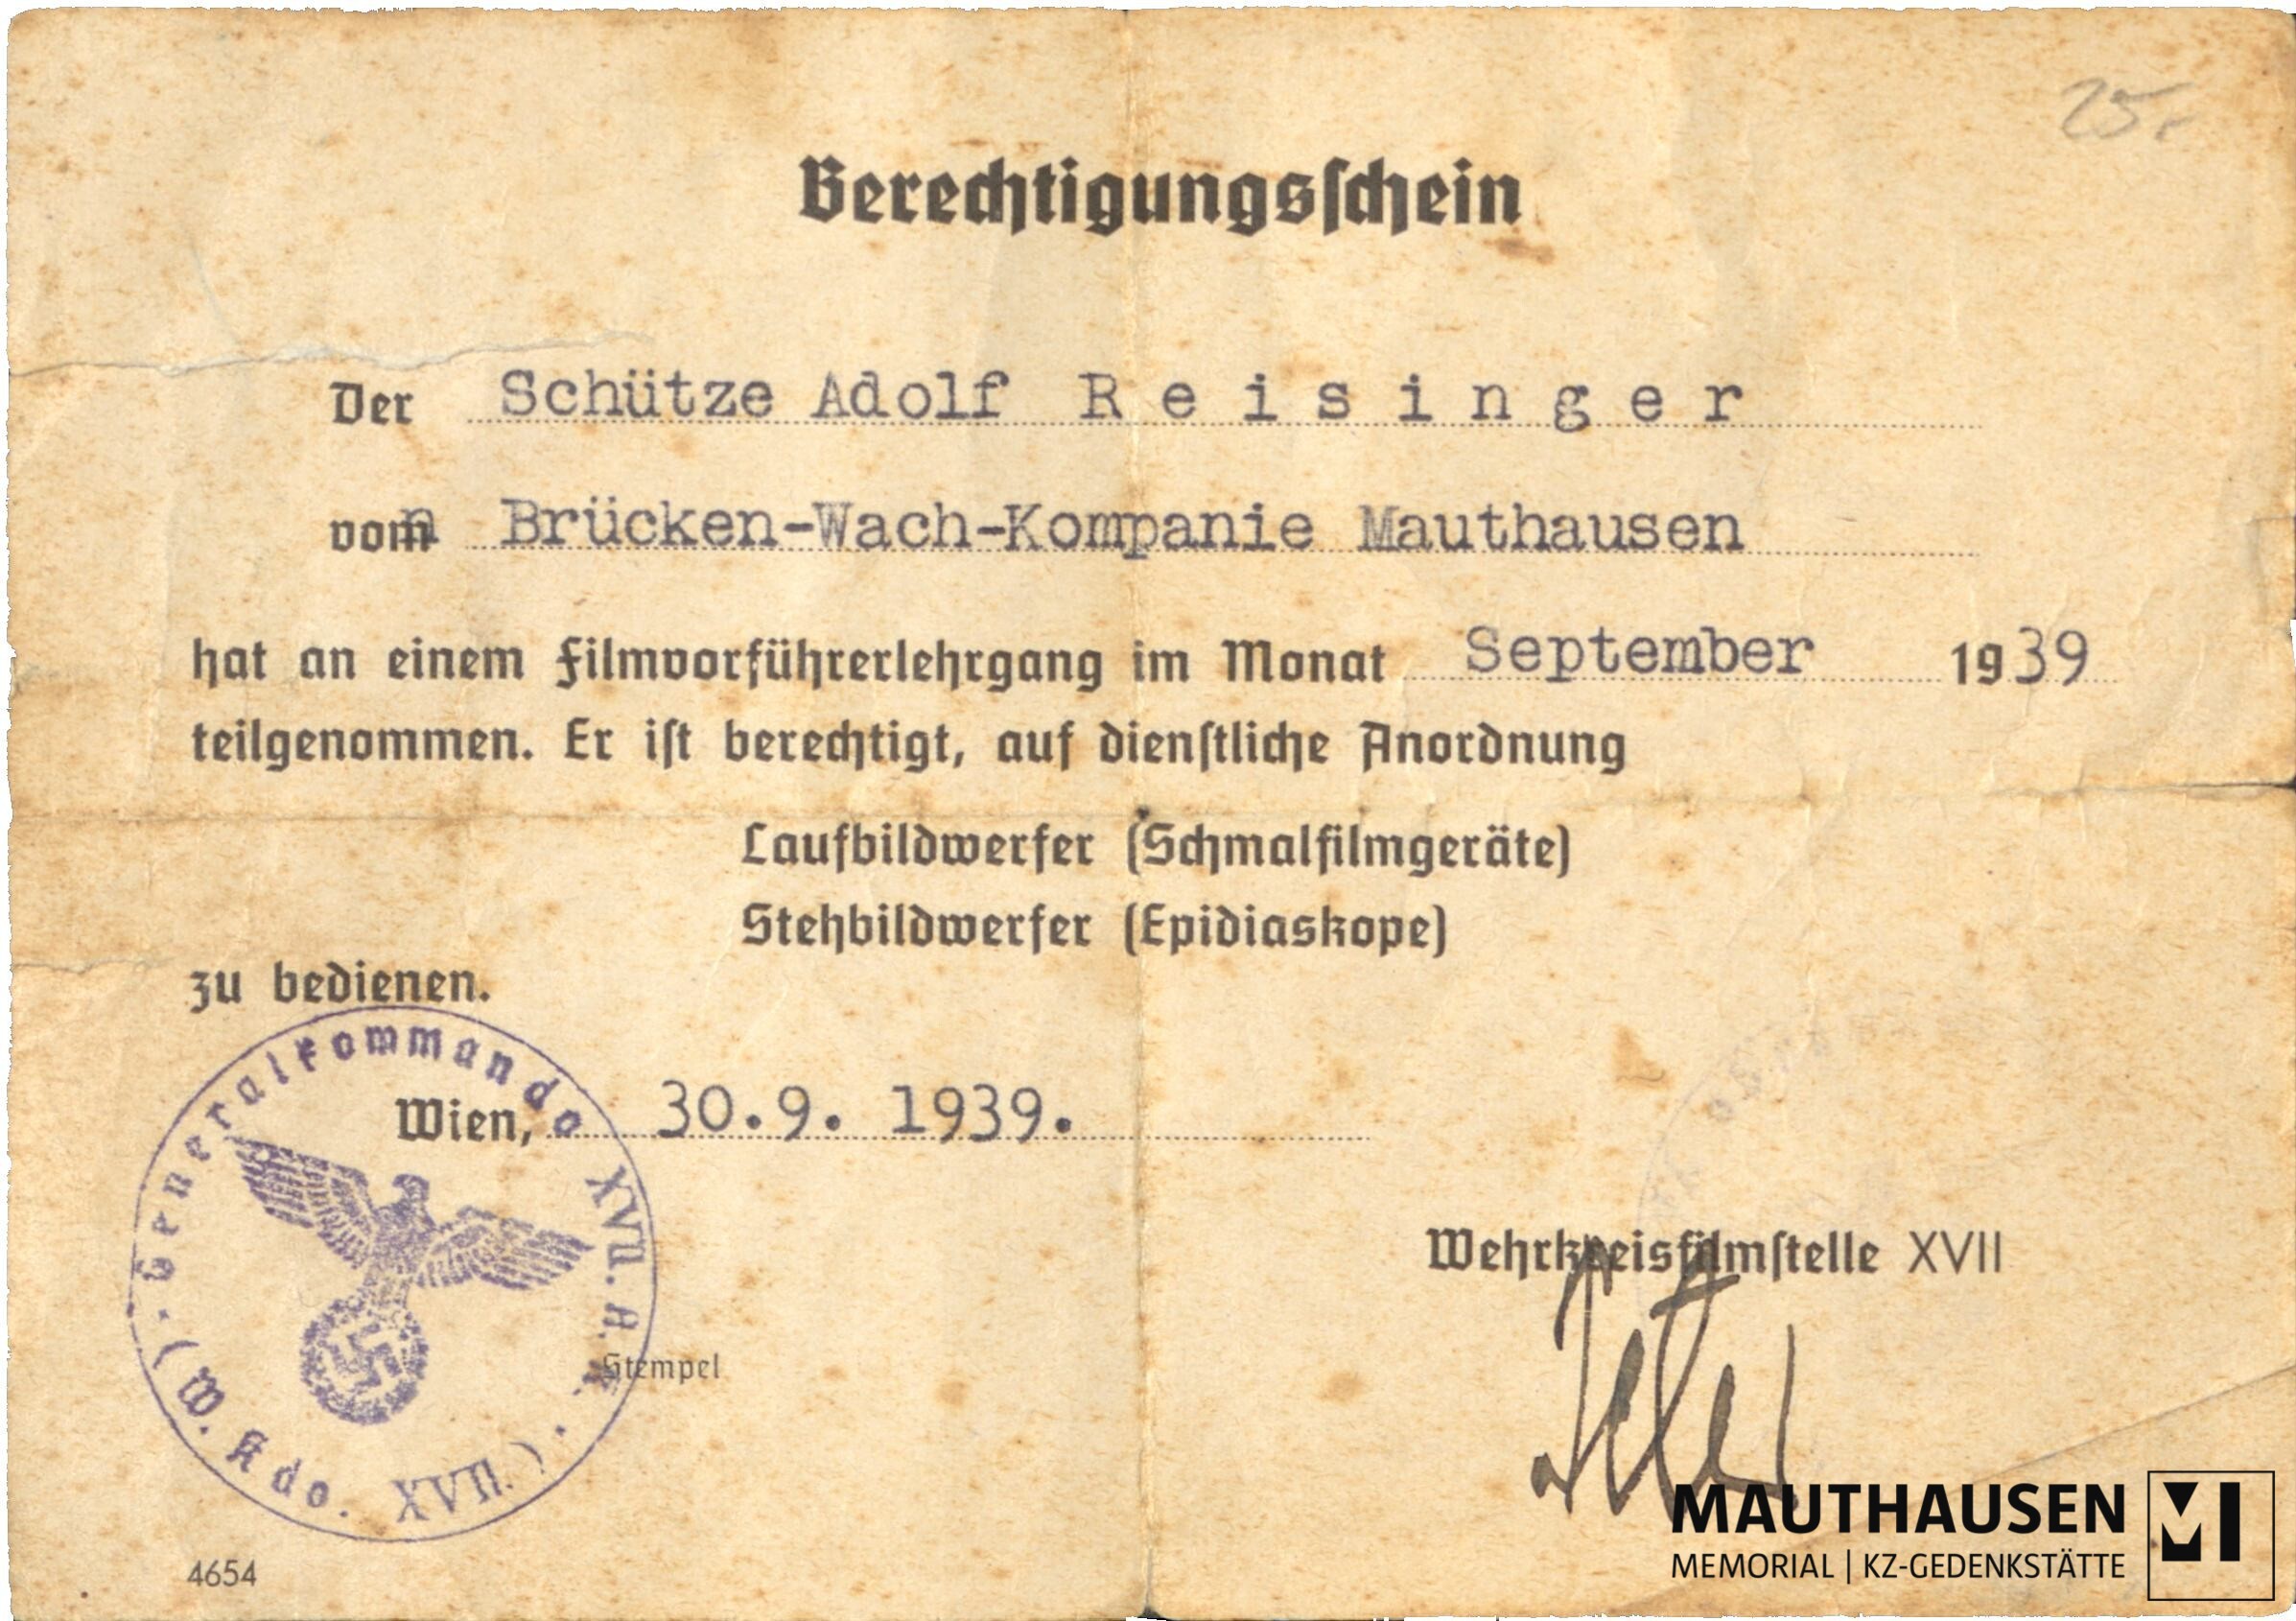 25.-
Berechtigungsschein
Der Schütze Adolf Reisinger
vom Brücken-Wach-Kompanie Mauthausen
hat an einem Filmvorführerlehrgang im Monat September 1939
teilgenommen. Er ist berechtigt, auf dienstliche Anordnung
Laufbildwerfer (Schmalfilmgeräte)
Stehbildwerfer (Epidiaskope)
zu bedienen.
Generalkommando XVII. A.K.
(W. Kdo. XVII.)
Wien, 30.9. 1939.
Wehrkreisfilmstelle XVII
Stempel
4654
MAUTHAUSEN
MEMORIAL | KZ-GEDENKSTÄTTE